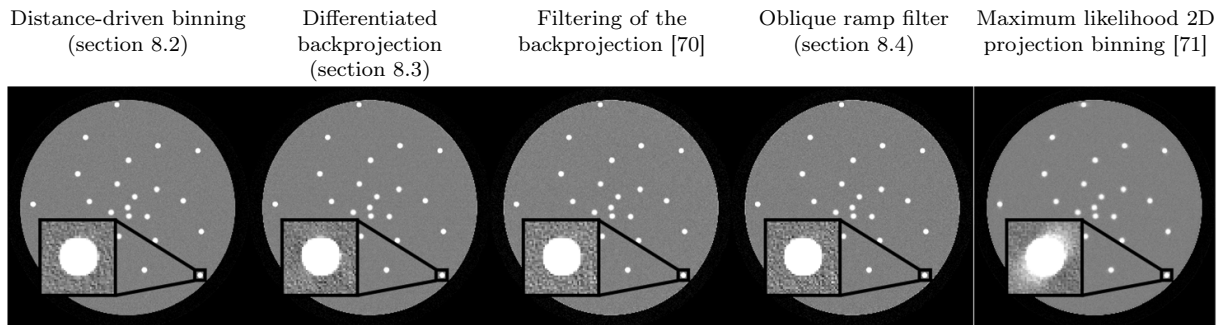 Distance-driven binning
(section 8.2)
Differentiated
backprojection
(section 8.3)
Filtering of the
backprojection [70]
Oblique ramp filter
(section 8.4)
Maximum likelihood 2D
projection binning [71]